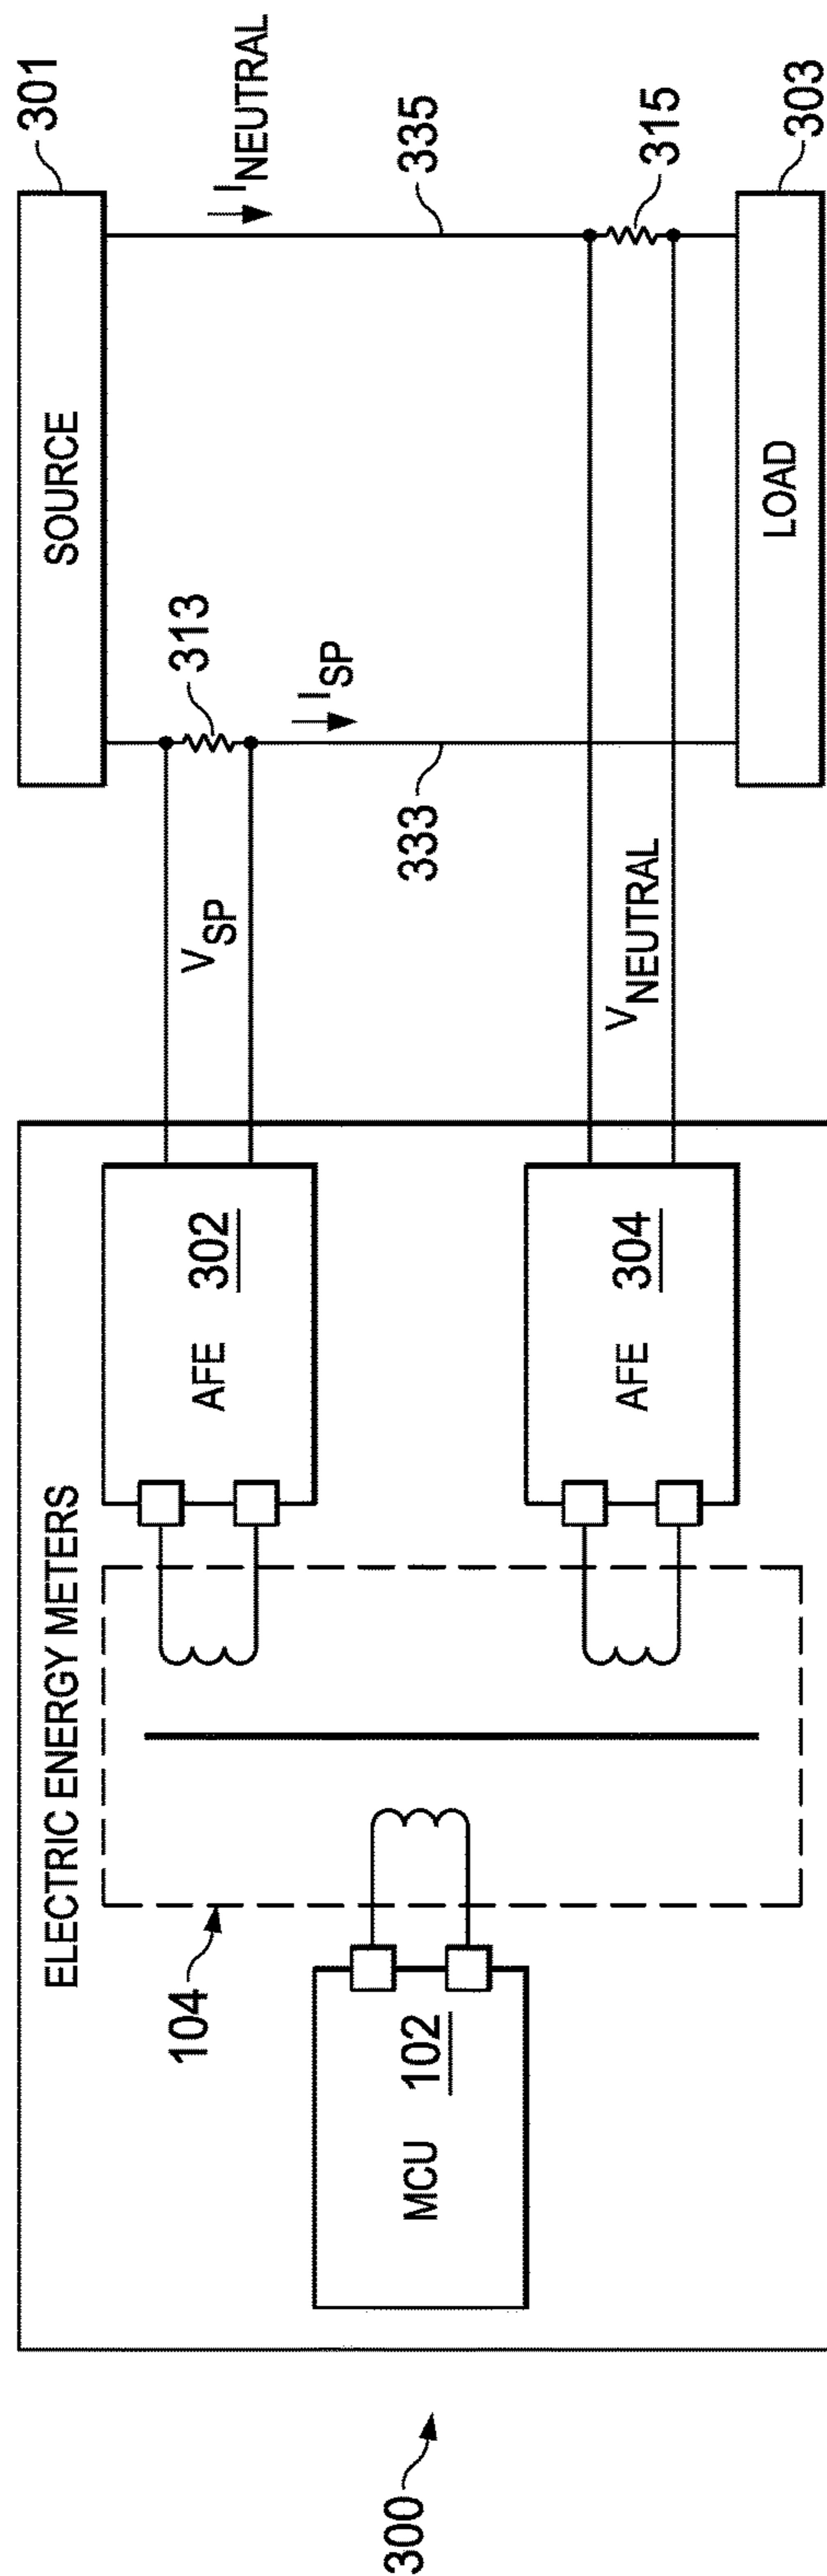 300
ELECTRIC ENERGY METERS
104
MCU
102
AFE
302
AFE
304
V_SP
V_NEUTRAL
SOURCE
301
313
I_SP
I_NEUTRAL
333
335
315
LOAD
303